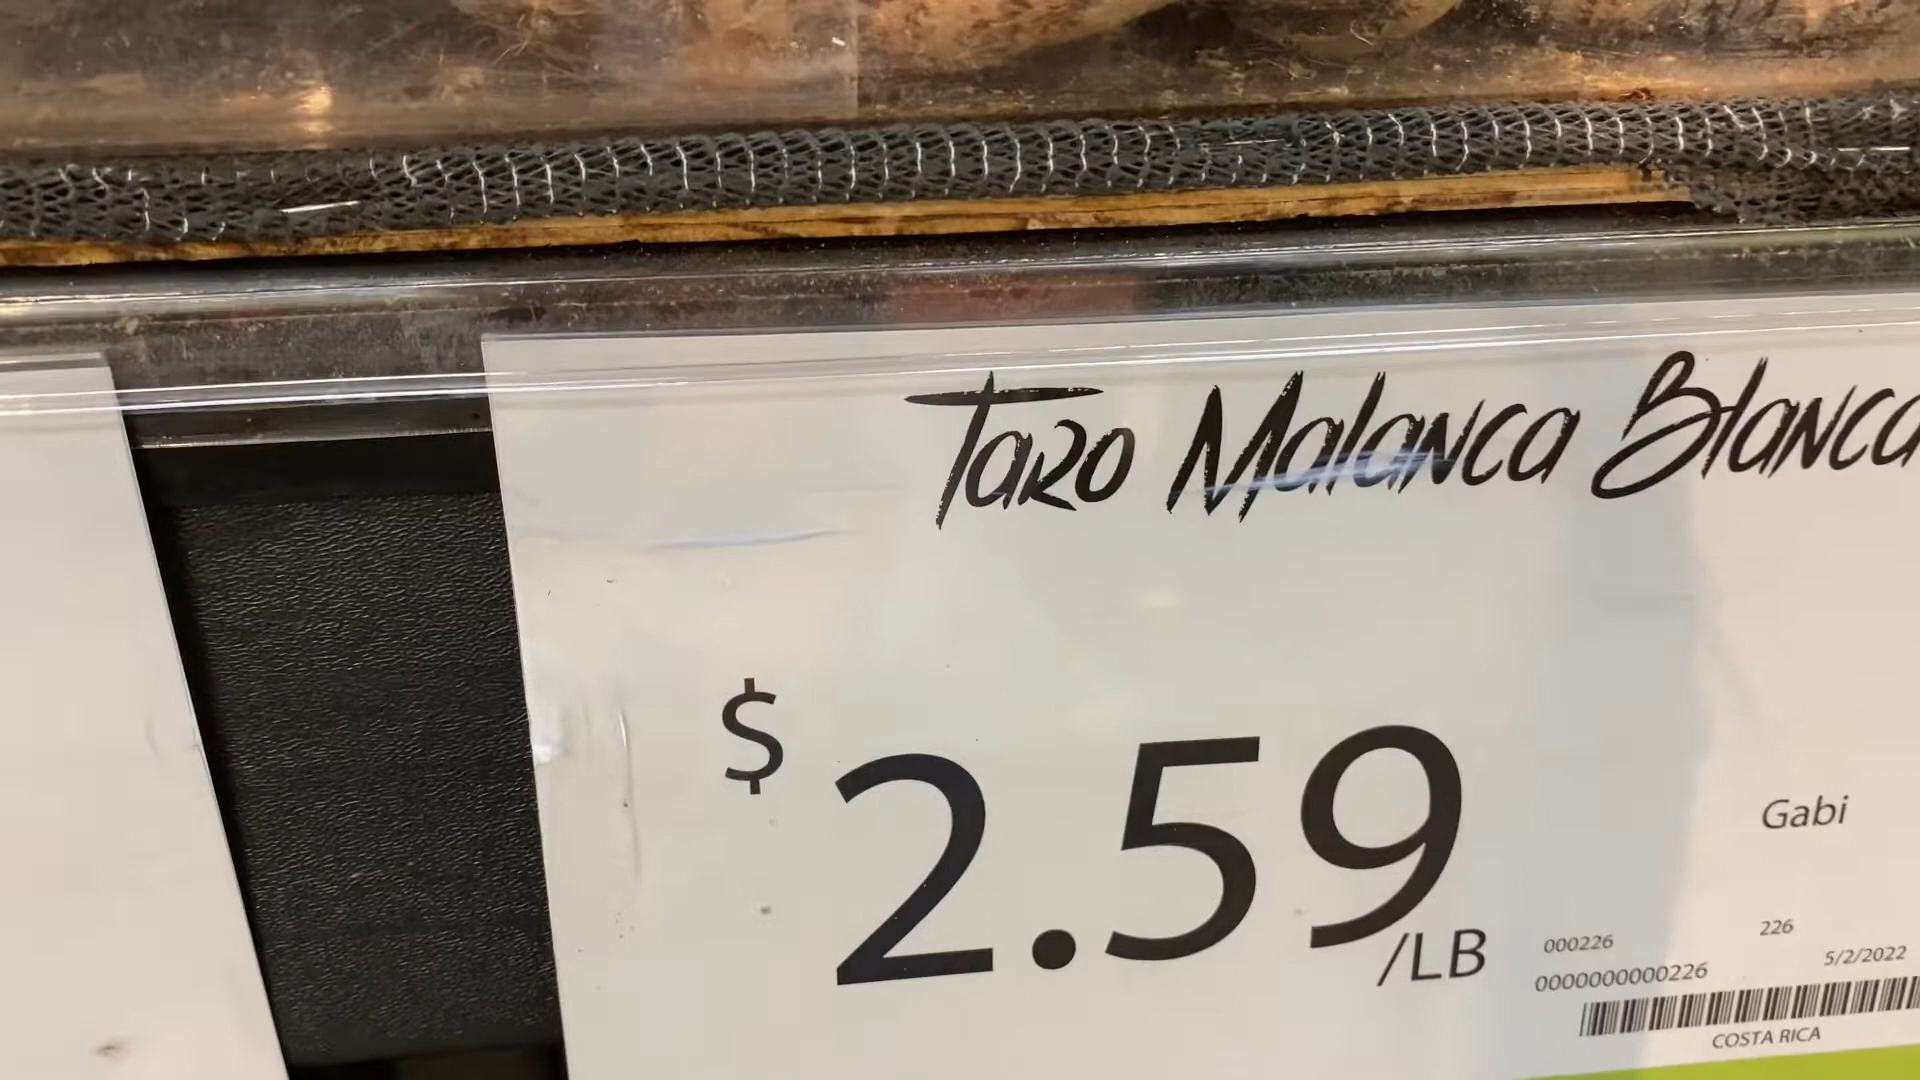 Taro Malanca Blanca
$ 2.59 /LB
Gabi
000226 226
0000000000226 5/2/2022
COSTA RICA